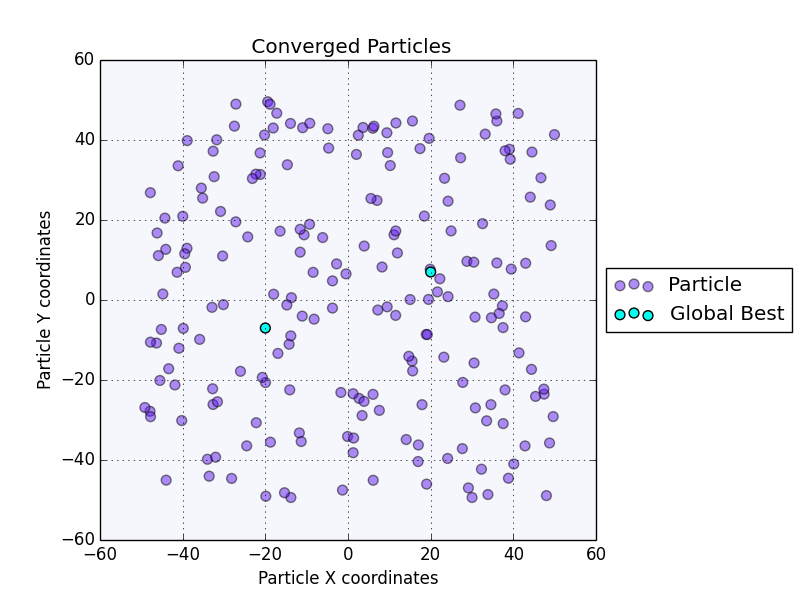 Converged Particles
60
40
20
0
−20
−40
−60
−60 −40 −20 0 20 40 60
Particle Y coordinates
Particle X coordinates
Particle
Global Best